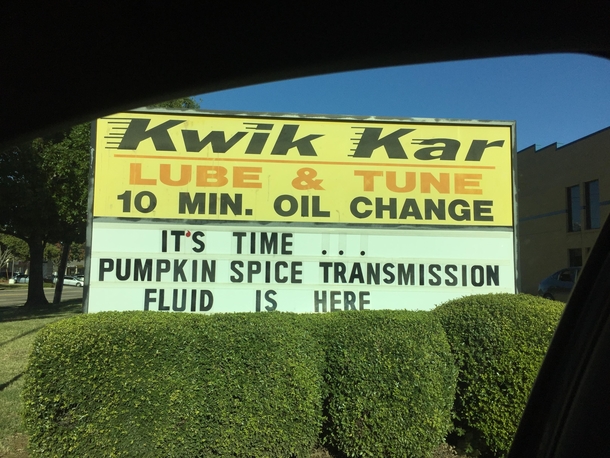 Kwik Kar
LUBE & TUNE
10 MIN. OIL CHANGE
IT'S TIME ...
PUMPKIN SPICE TRANSMISSION
FLUID IS HERE